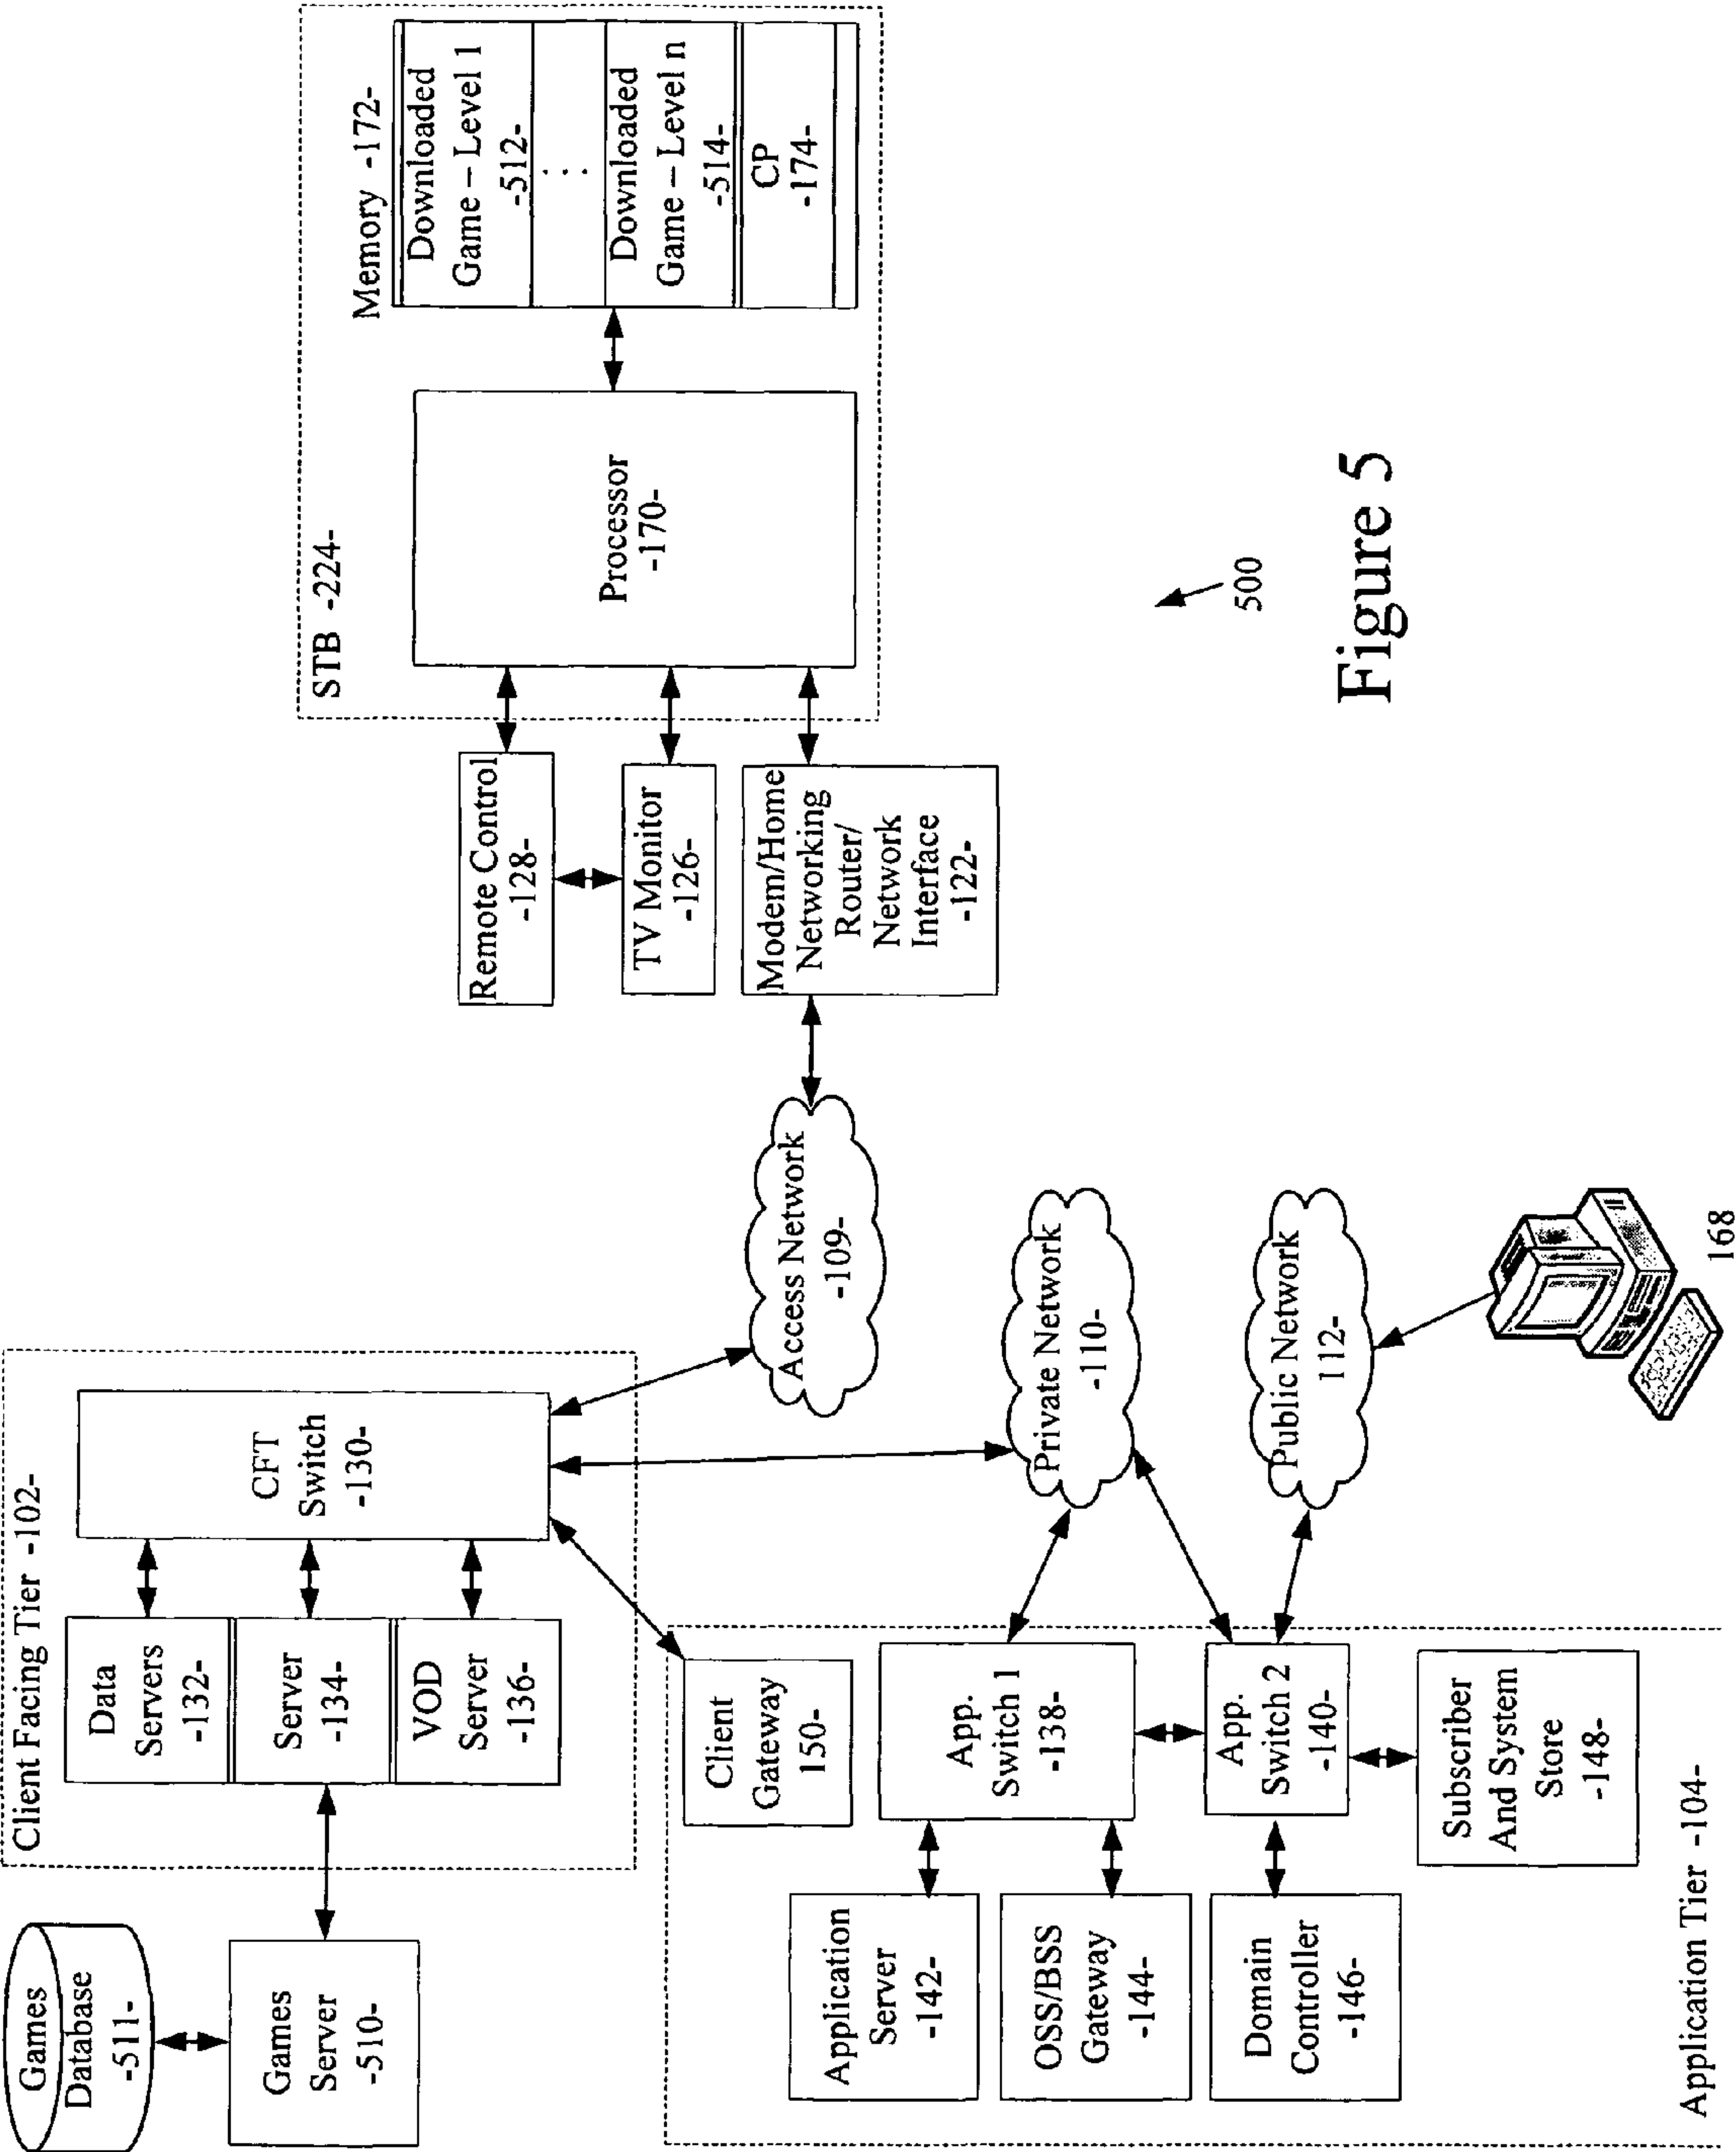 Games
Database
-511-
Games
Server
-510-
Client Facing Tier -102-
Data
Servers
-132-
Server
-134-
VOD
Server
-136-
CFT
Switch
-130-
Client
Gateway
150-
Application
Server
-142-
OSS/BSS
Gateway
-144-
Domain
Controller
-146-
App.
Switch 1
-138-
App.
Switch 2
-140-
Subscriber
And System
Store
-148-
Application Tier -104-
Access Network
-109-
Private Network
-110-
Public Network
112-
168
Remote Control
-128-
TV Monitor
-126-
Modem/Home
Networking
Router/
Network
Interface
-122-
STB -224-
Processor
-170-
Memory -172-
Downloaded
Game – Level 1
-512-
. . .
Downloaded
Game – Level n
-514-
CP
-174-
500
Figure 5